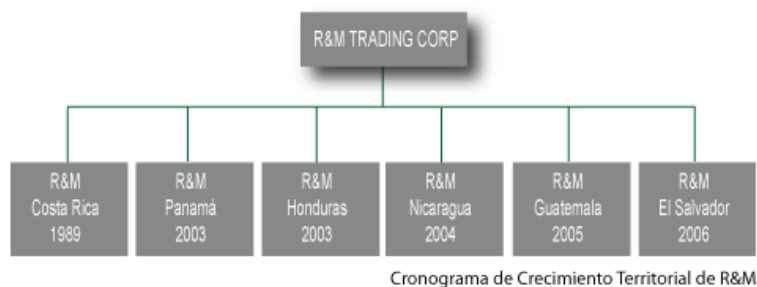 R&M TRADING CORP
R&M
Costa Rica
1989
R&M
Panamá
2003
R&M
Honduras
2003
R&M
Nicaragua
2004
R&M
Guatemala
2005
R&M
El Salvador
2006
Cronograma de Crecimiento Territorial de R&M